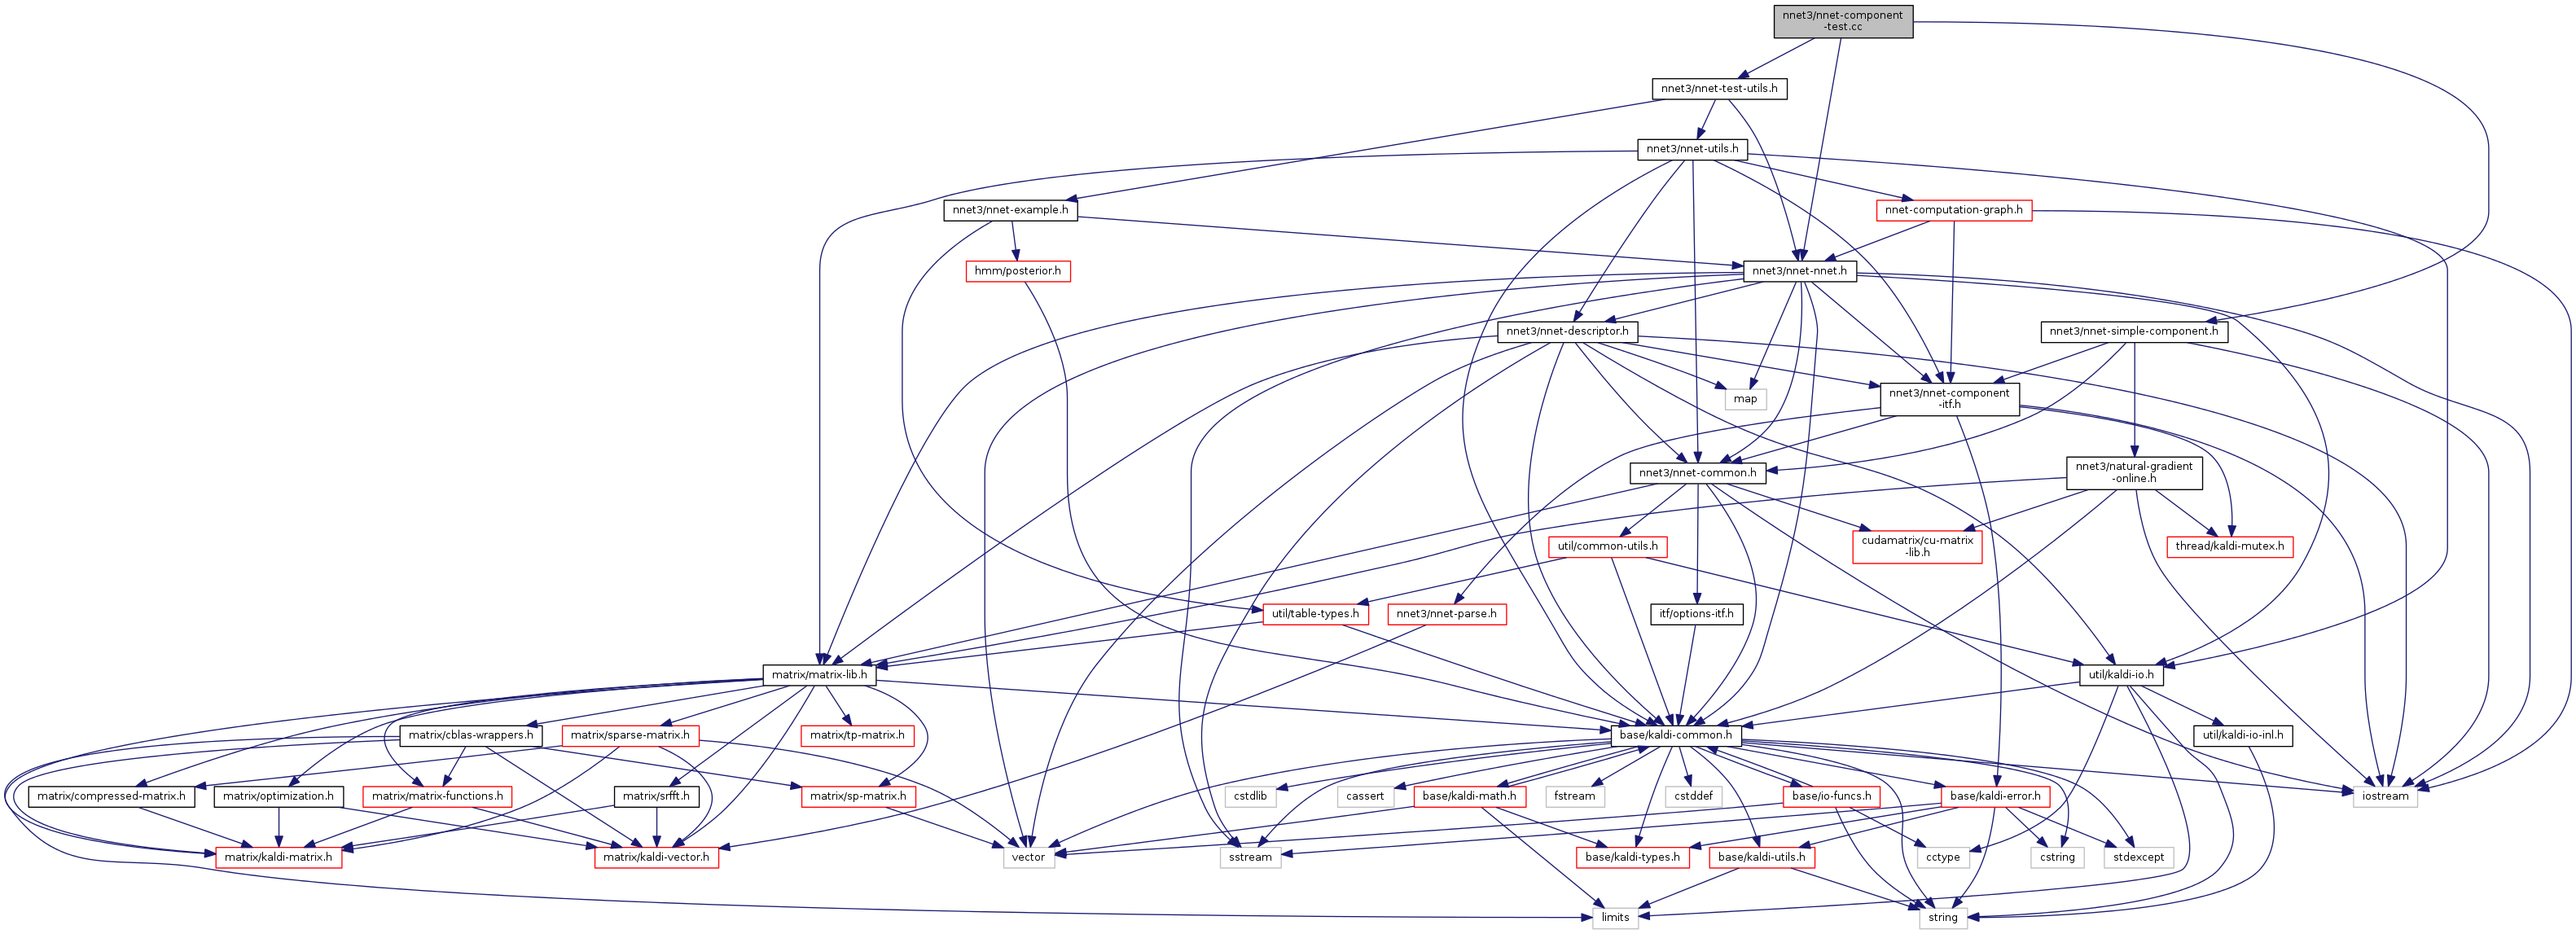 nnet3/nnet-component
-test.cc
nnet3/nnet-test-utils.h
nnet3/nnet-utils.h
nnet3/nnet-example.h
nnet-computation-graph.h
hmm/posterior.h
nnet3/nnet-nnet.h
nnet3/nnet-descriptor.h
nnet3/nnet-simple-component.h
map
nnet3/nnet-component
-itf.h
nnet3/nnet-common.h
nnet3/natural-gradient
-online.h
util/common-utils.h
cudamatrix/cu-matrix
-lib.h
thread/kaldi-mutex.h
util/table-types.h
nnet3/nnet-parse.h
itf/options-itf.h
matrix/matrix-lib.h
util/kaldi-io.h
matrix/cblas-wrappers.h
matrix/sparse-matrix.h
matrix/tp-matrix.h
base/kaldi-common.h
util/kaldi-io-inl.h
matrix/compressed-matrix.h
matrix/optimization.h
matrix/matrix-functions.h
matrix/srfft.h
matrix/sp-matrix.h
cstdlib
cassert
base/kaldi-math.h
fstream
cstddef
base/io-funcs.h
base/kaldi-error.h
iostream
matrix/kaldi-matrix.h
matrix/kaldi-vector.h
vector
sstream
base/kaldi-types.h
base/kaldi-utils.h
cctype
cstring
stdexcept
limits
string